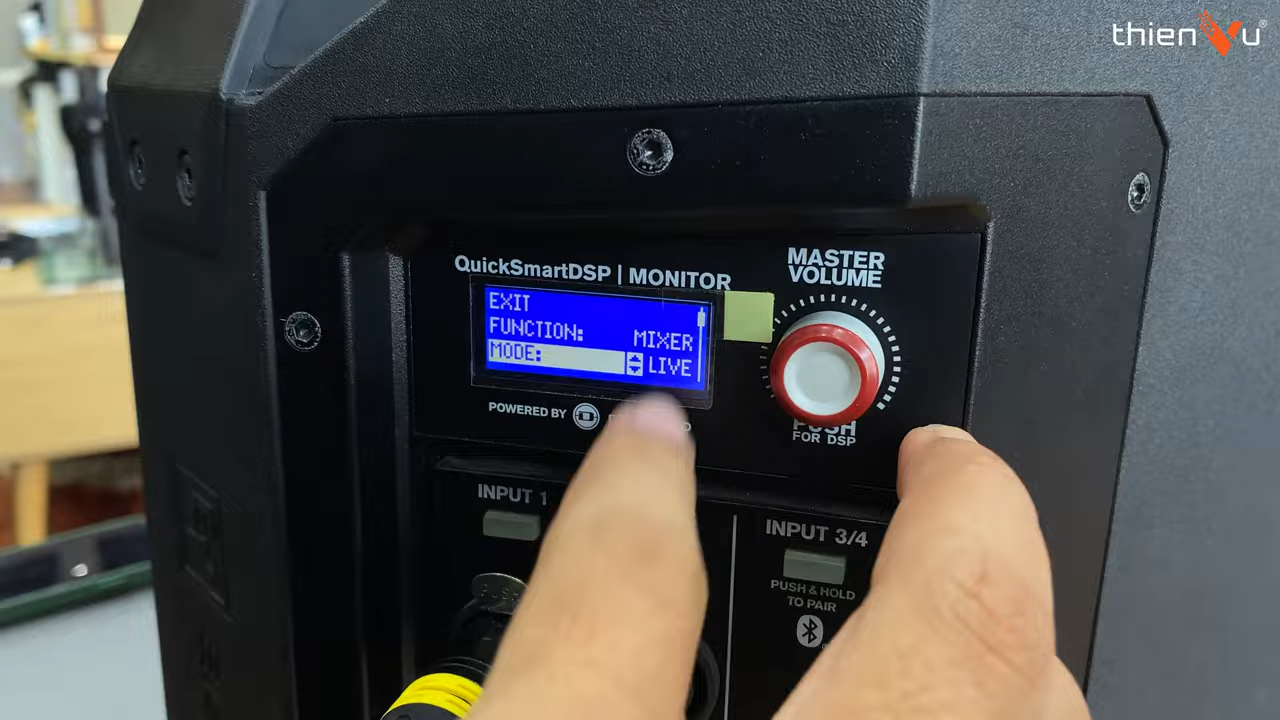 thienVu
QuickSmartDSP | MONITOR
EXIT
FUNCTION: MIXER
MODE: LIVE
POWERED BY
MASTER
VOLUME
PUSH
FOR DSP
INPUT 1
INPUT 3/4
PUSH & HOLD
TO PAIR
PUSH